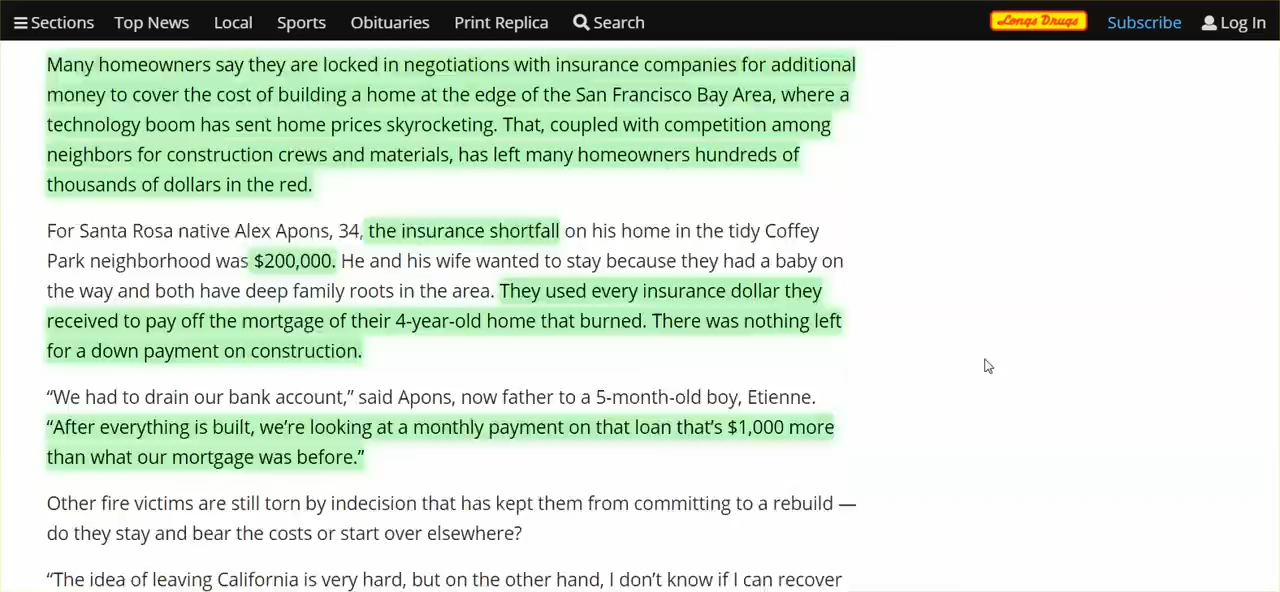 Sections Top News Local Sports Obituaries Print Replica Search Longs Drugs Subscribe Log In
Many homeowners say they are locked in negotiations with insurance companies for additional
money to cover the cost of building a home at the edge of the San Francisco Bay Area, where a
technology boom has sent home prices skyrocketing. That, coupled with competition among
neighbors for construction crews and materials, has left many homeowners hundreds of
thousands of dollars in the red.
For Santa Rosa native Alex Apons, 34, the insurance shortfall on his home in the tidy Coffey
Park neighborhood was $200,000. He and his wife wanted to stay because they had a baby on
the way and both have deep family roots in the area. They used every insurance dollar they
received to pay off the mortgage of their 4-year-old home that burned. There was nothing left
for a down payment on construction.
“We had to drain our bank account,” said Apons, now father to a 5-month-old boy, Etienne.
“After everything is built, we’re looking at a monthly payment on that loan that’s $1,000 more
than what our mortgage was before.”
Other fire victims are still torn by indecision that has kept them from committing to a rebuild —
do they stay and bear the costs or start over elsewhere?
“The idea of leaving California is very hard, but on the other hand, I don’t know if I can recover